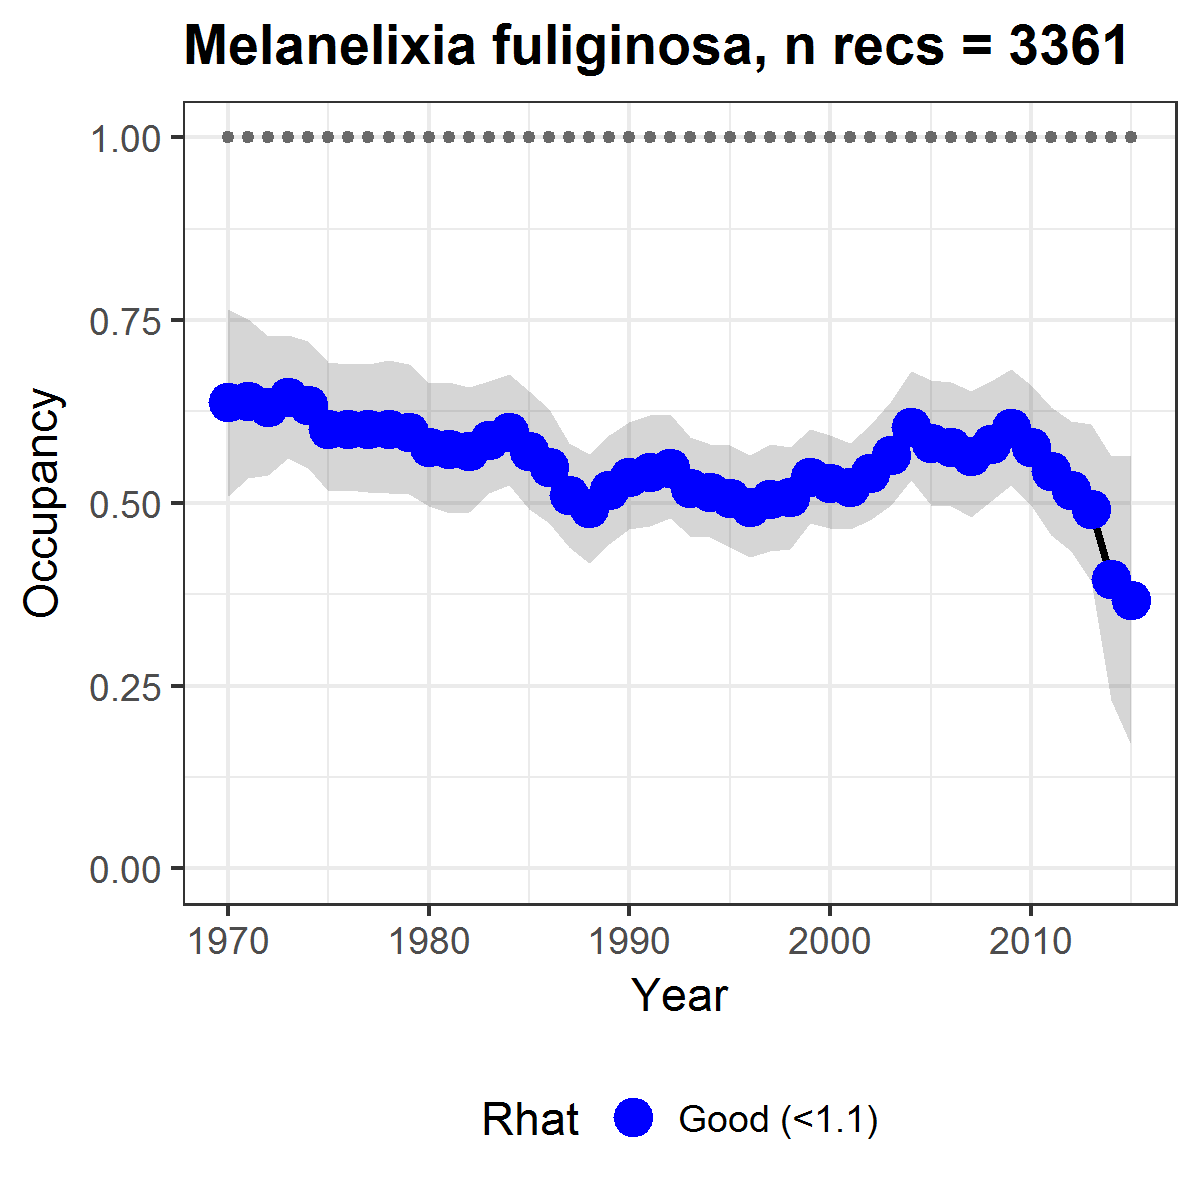 Melanelixia fuliginosa, n recs = 3361
1.00
0.75
0.50
0.25
0.00
Occupancy
1970 1980 1990 2000 2010
Year
Rhat Good (<1.1)